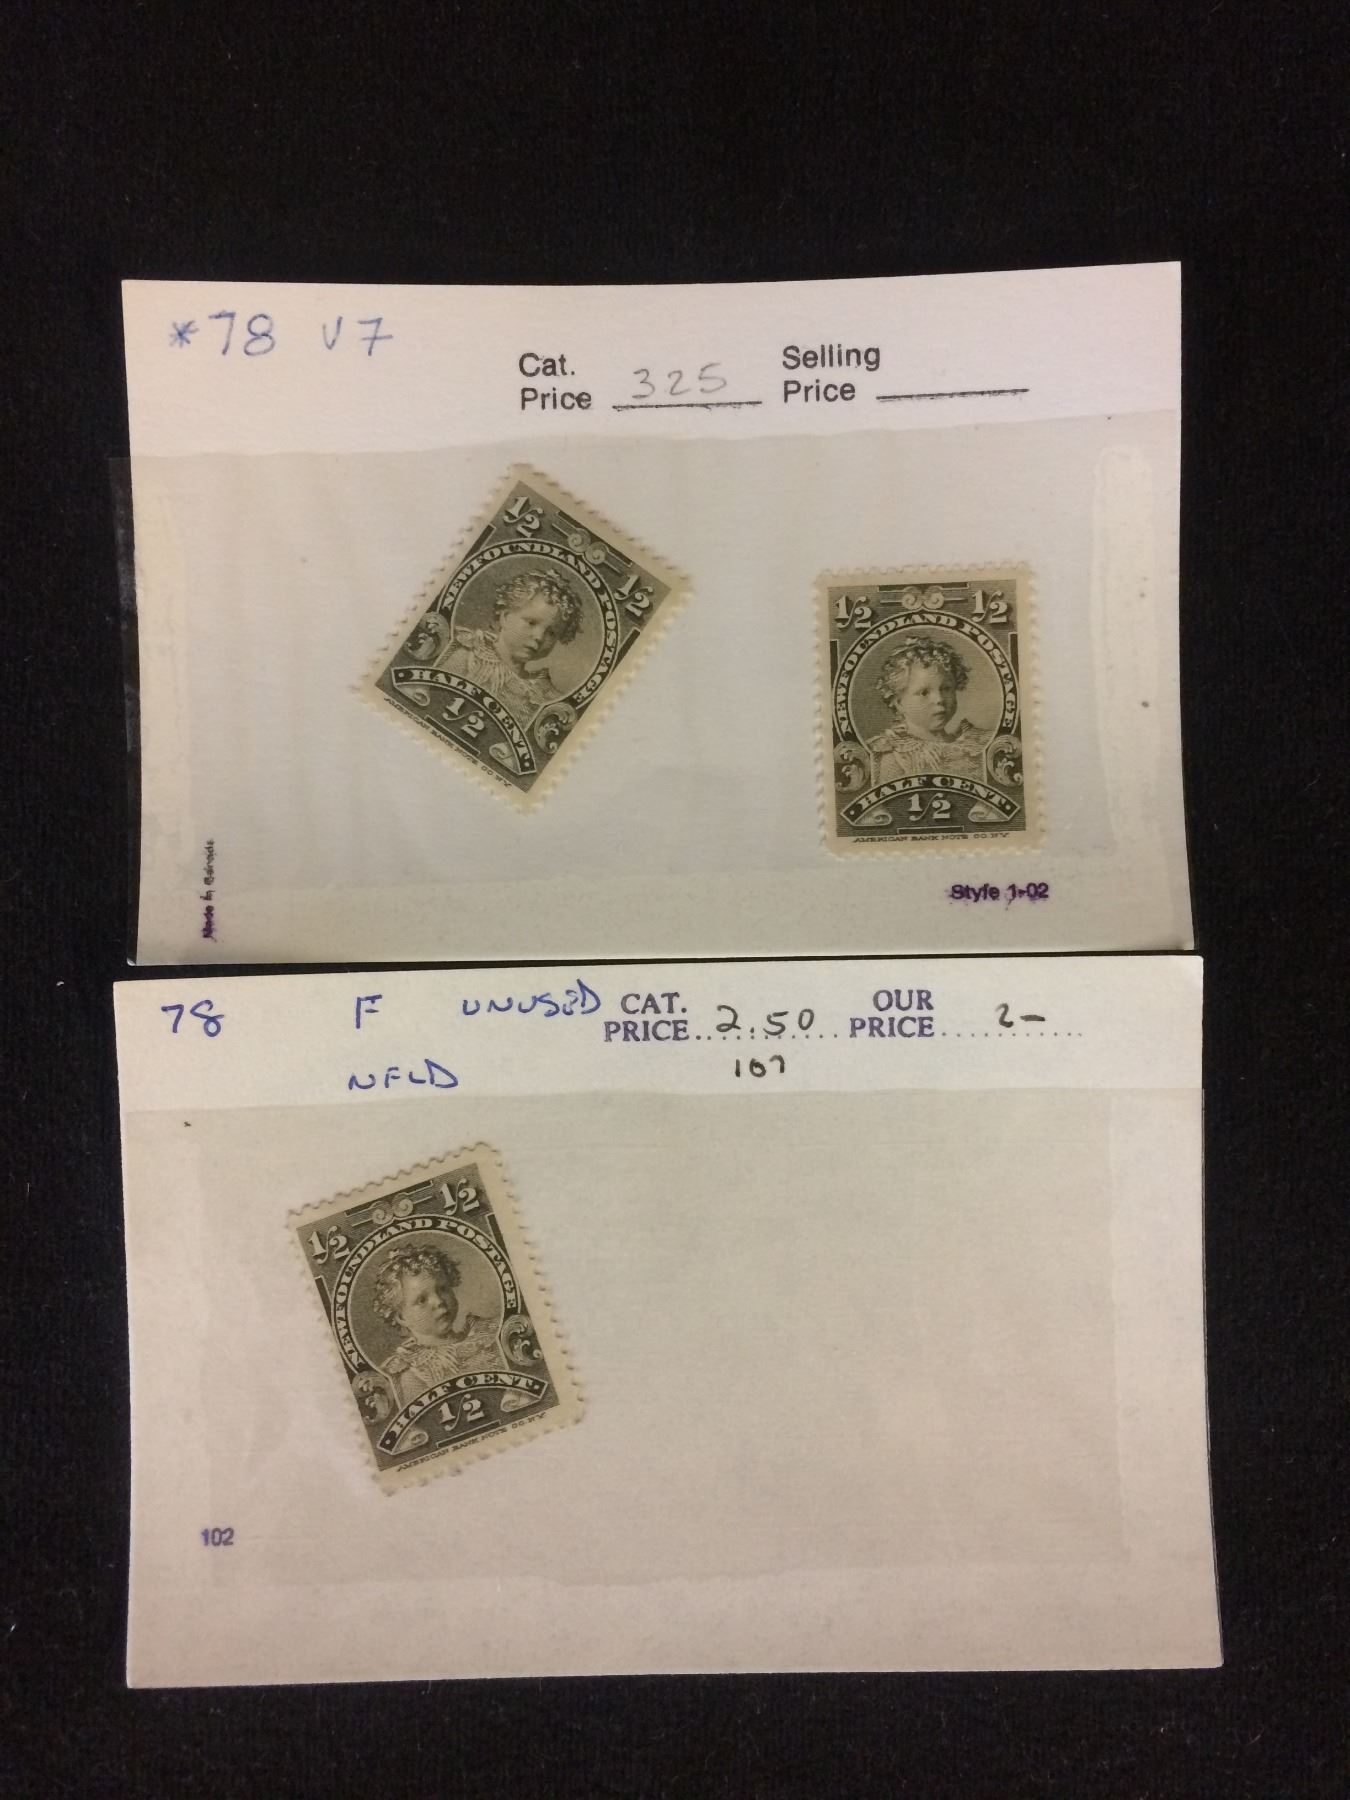 *78 V7
Cat. Price 325 Selling Price
1/2 1/2
NEWFOUNDLAND POSTAGE
HALF CENT.
1/2
AMERICAN BANK NOTE CO. N.Y.
1/2 1/2
NEWFOUNDLAND POSTAGE
HALF CENT.
1/2
AMERICAN BANK NOTE CO. N.Y.
Made in Canada
Style 1-02
78 F UNUSED CAT. PRICE 2.50 OUR PRICE 2-
NFLD 107
1/2 1/2
NEWFOUNDLAND POSTAGE
HALF CENT.
1/2
AMERICAN BANK NOTE CO. N.Y.
102